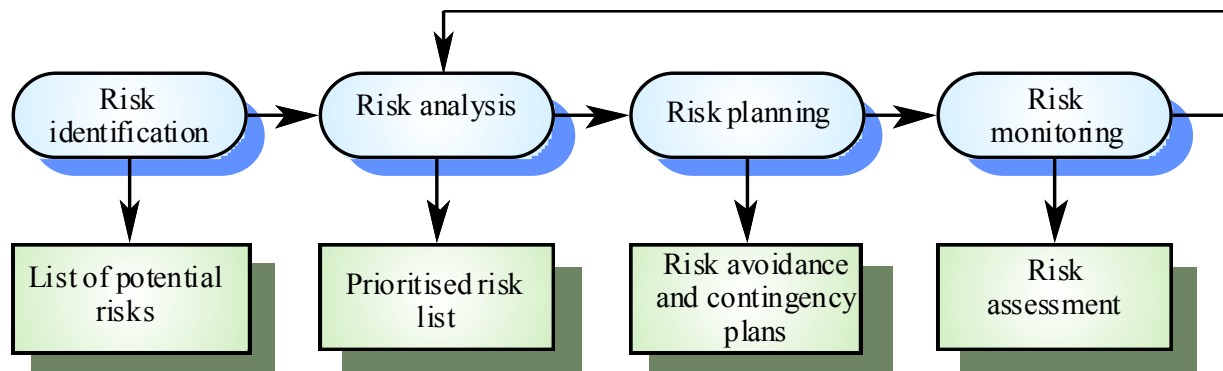 Risk
identification
Risk analysis
Risk planning
Risk
monitoring
List of potential
risks
Prioritised risk
list
Risk avoidance
and contingency
plans
Risk
assessment